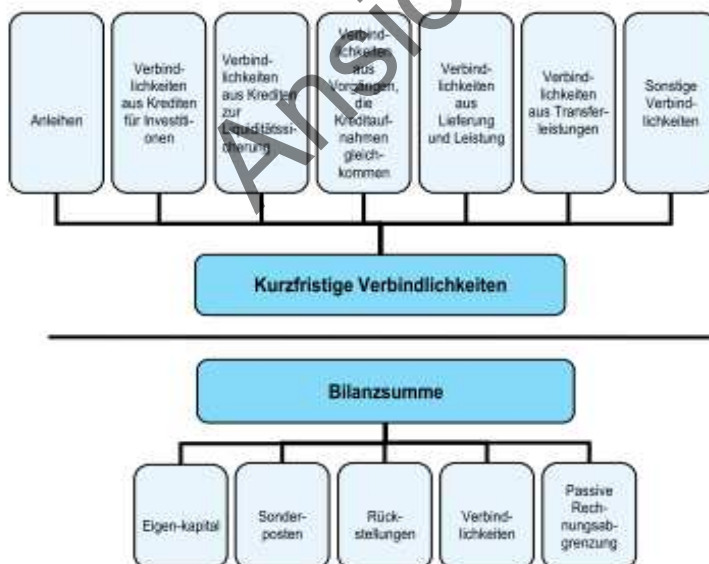 Anleihen
Verbind-
lichkeiten
aus Krediten
für Investiti-
onen
Verbind-
lichkeiten
aus Krediten
zur
Liquiditätssi-
cherung
Verbind-
lichkeiten
aus
Vorgängen,
die
Kreditauf-
nahmen
gleich-
kommen
Verbind-
lichkeiten
aus
Lieferung
und Leistung
Verbind-
lichkeiten
aus Transfer-
leistungen
Sonstige
Verbind-
lichkeiten
Kurzfristige Verbindlichkeiten
Bilanzsumme
Eigen-kapital
Sonder-
posten
Rück-
stellungen
Verbind-
lichkeiten
Passive
Rech-
nungsab-
grenzung